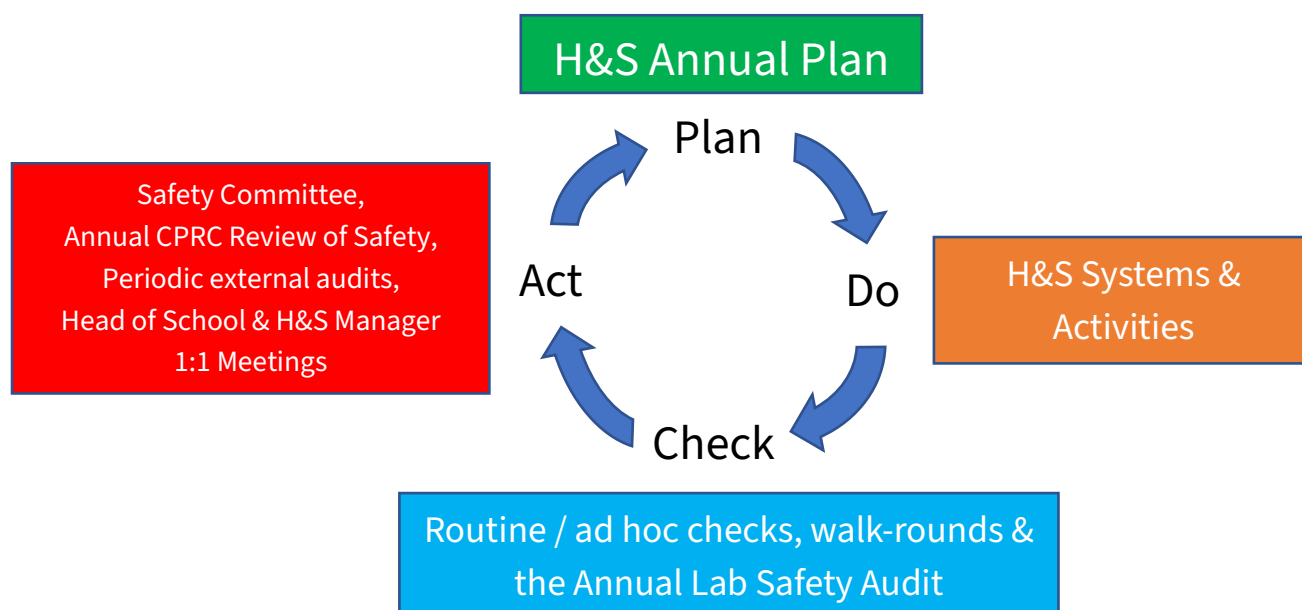 H&S Annual Plan
Plan
Safety Committee,
Annual CPRC Review of Safety,
Periodic external audits,
Head of School & H&S Manager
1:1 Meetings
Act
Do
H&S Systems &
Activities
Check
Routine / ad hoc checks, walk-rounds &
the Annual Lab Safety Audit